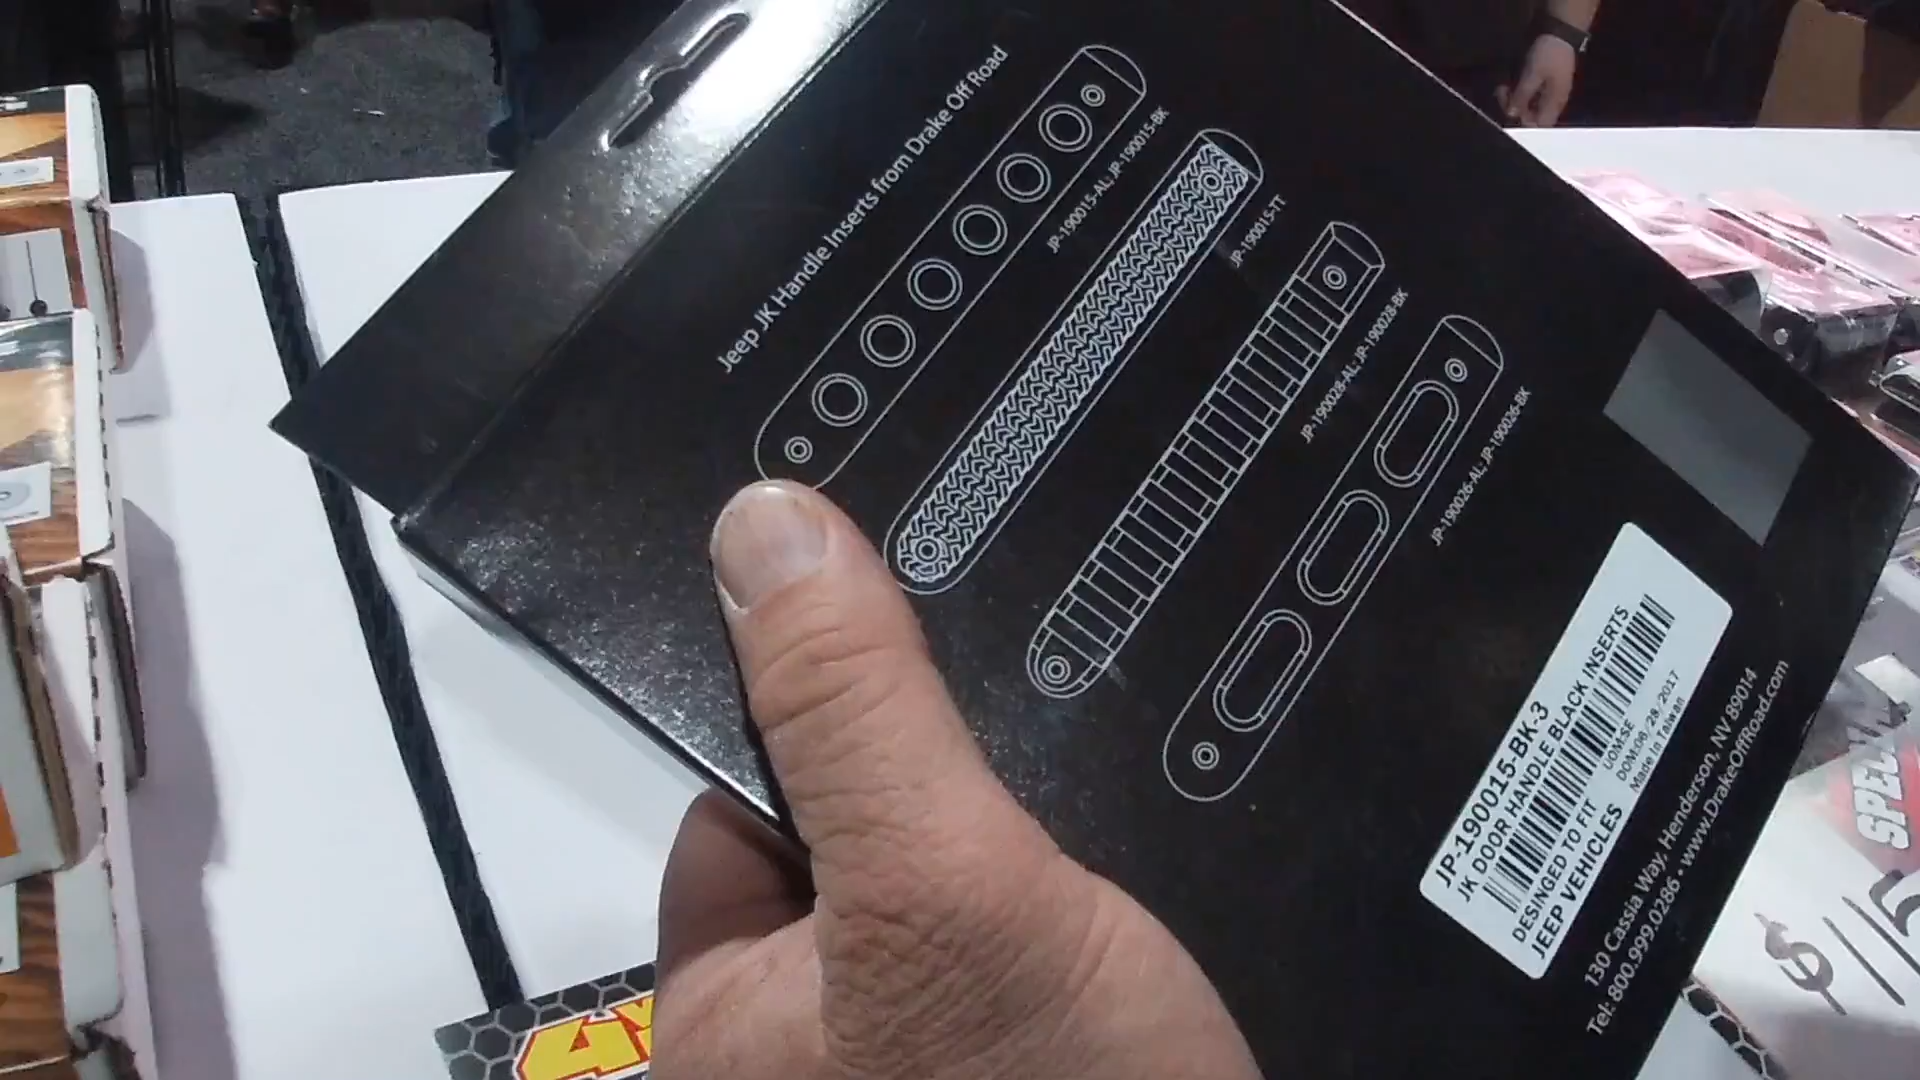 Jeep JK Handle Inserts from Drake Off Road
JP-190015-AL; JP-190015-BK
JP-190015-TT
JP-190028-AL; JP-190028-BK
JP-190026-AL; JP-190026-BK
JP-190015-BK-3
JK DOOR HANDLE BLACK INSERTS
UOM:SE
DOM:06/28/2017
Made in Taiwan
DESINGED TO FIT
JEEP VEHICLES
130 Cassia Way, Henderson, NV 89014
Tel: 800.999.0286 • www.DrakeOffRoad.com